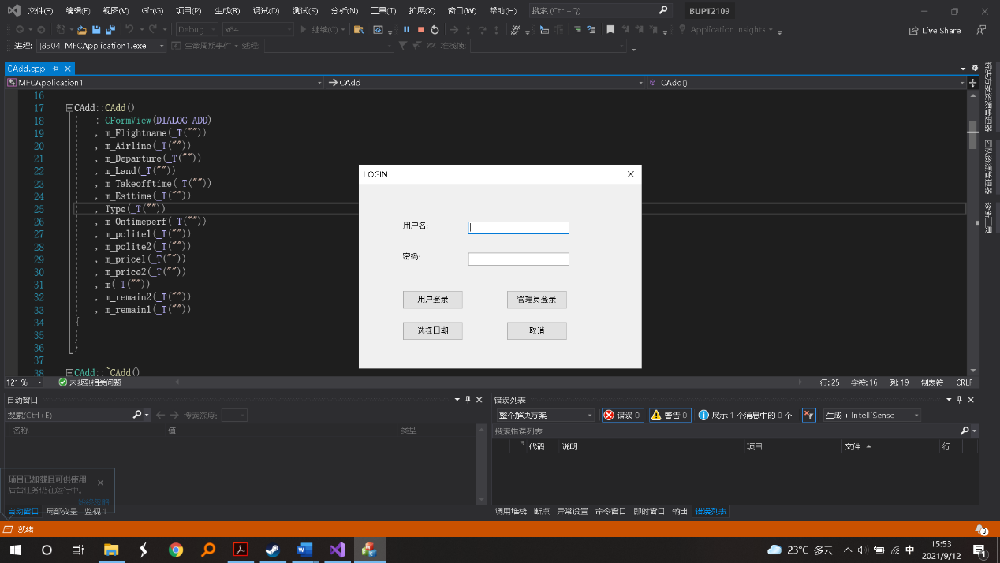 文件(F) 编辑(E) 视图(V) Git(G) 项目(P) 生成(B) 调试(D) 测试(S) 分析(N) 工具(T) 扩展(X) 窗口(W) 帮助(H) 搜索 (Ctrl+Q) BUPT2109
Debug x64 继续(C) Application Insights Live Share
进程: [8504] MFCApplication1.exe 生命周期事件 线程: 堆栈帧:
CAdd.cpp
MFCApplication1 CAdd CAdd()
16
17 CAdd::CAdd()
18 : CFormView(DIALOG_ADD)
19 , m_Flightname(_T(""))
20 , m_Airline(_T(""))
21 , m_Departure(_T(""))
22 , m_Land(_T(""))
23 , m_Takeofftime(_T(""))
24 , m_Esttime(_T(""))
25 , Type(_T(""))
26 , m_Ontimeperf(_T(""))
27 , m_polite1(_T(""))
28 , m_polite2(_T(""))
29 , m_price1(_T(""))
30 , m_price2(_T(""))
31 , m(_T(""))
32 , m_remain2(_T(""))
33 , m_remain1(_T(""))
34 {
35
36 }
37
38 CAdd::~CAdd()
LOGIN
用户名:
密码:
用户登录 管理员登录
选择日期 取消
121 % 未找到相关问题 行: 25 字符: 16 列: 19 制表符 CRLF
自动窗口
搜索(Ctrl+E) 搜索深度:
名称 值 类型
项目已加载且可供使用
后台任务仍在运行中。
自动窗口 局部变量 监视 1
错误列表
整个解决方案 错误 0 警告 0 展示 1 个消息中的 0 个 生成 + IntelliSense
搜索错误列表
代码 说明 项目 文件 行
调用堆栈 断点 异常设置 命令窗口 即时窗口 输出 错误列表
就绪 3
23°C 多云 中 15:53
2021/9/12 1